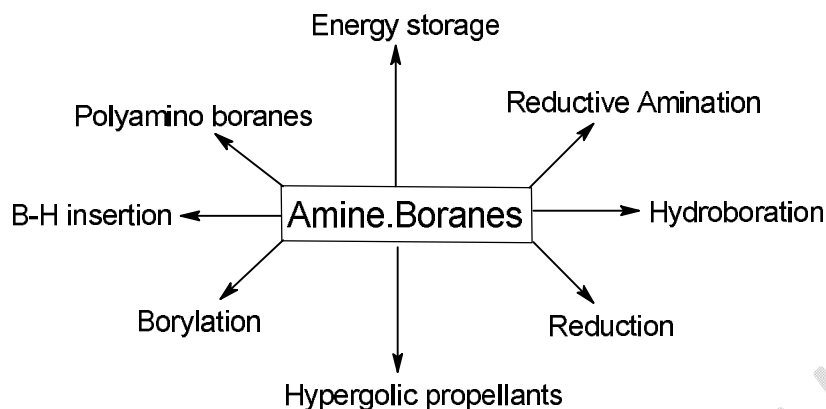 Energy storage
Reductive Amination
Polyamino boranes
B-H insertion
Amine.Boranes
Hydroboration
Borylation
Reduction
Hypergolic propellants